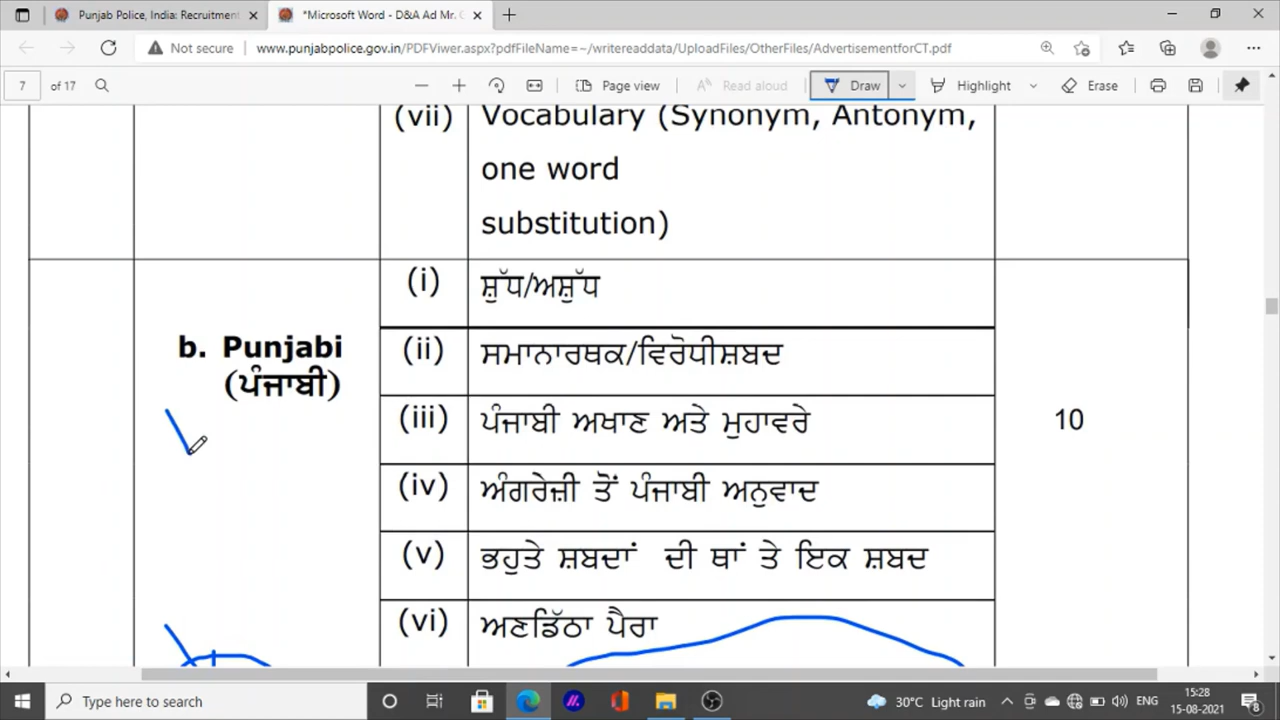 Punjab Police, India: Recruitment
*Microsoft Word - D&A Ad Mr.
Not secure
www.punjabpolice.gov.in/PDFViwer.aspx?pdfFileName=~/writereaddata/UploadFiles/OtherFiles/AdvertisementforCT.pdf
7 of 17
Page view
Read aloud
Draw
Highlight
Erase
(vii) Vocabulary (Synonym, Antonym,
one word
substitution)
(i) ਸ਼ੁੱਧ/ਅਸ਼ੁੱਧ
b. Punjabi
(ਪੰਜਾਬੀ)
(ii) ਸਮਾਨਾਰਥਕ/ਵਿਰੋਧੀਸ਼ਬਦ
(iii) ਪੰਜਾਬੀ ਅਖਾਣ ਅਤੇ ਮੁਹਾਵਰੇ
10
(iv) ਅੰਗਰੇਜ਼ੀ ਤੋਂ ਪੰਜਾਬੀ ਅਨੁਵਾਦ
(v) ਭਹੁਤੇ ਸ਼ਬਦਾਂ ਦੀ ਥਾਂ ਤੇ ਇਕ ਸ਼ਬਦ
(vi) ਅਣਡਿੱਠਾ ਪੈਰਾ
Type here to search
30°C Light rain
ENG
15:28
15-08-2021
8